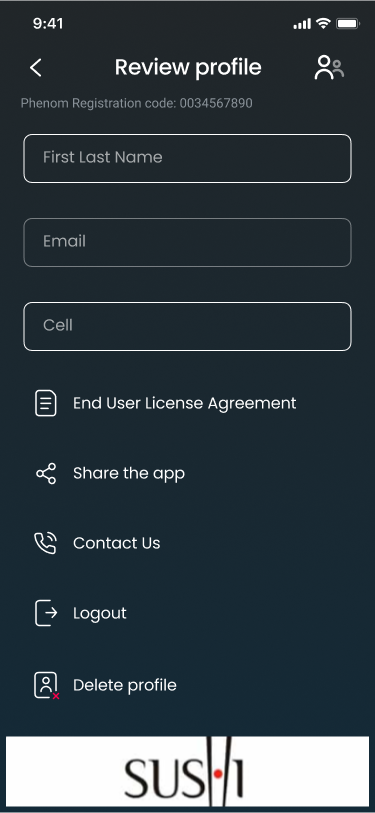 9:41
Review profile
Phenom Registration code: 0034567890
First Last Name
Email
Cell
End User License Agreement
Share the app
Contact Us
Logout
Delete profile
SUSHI